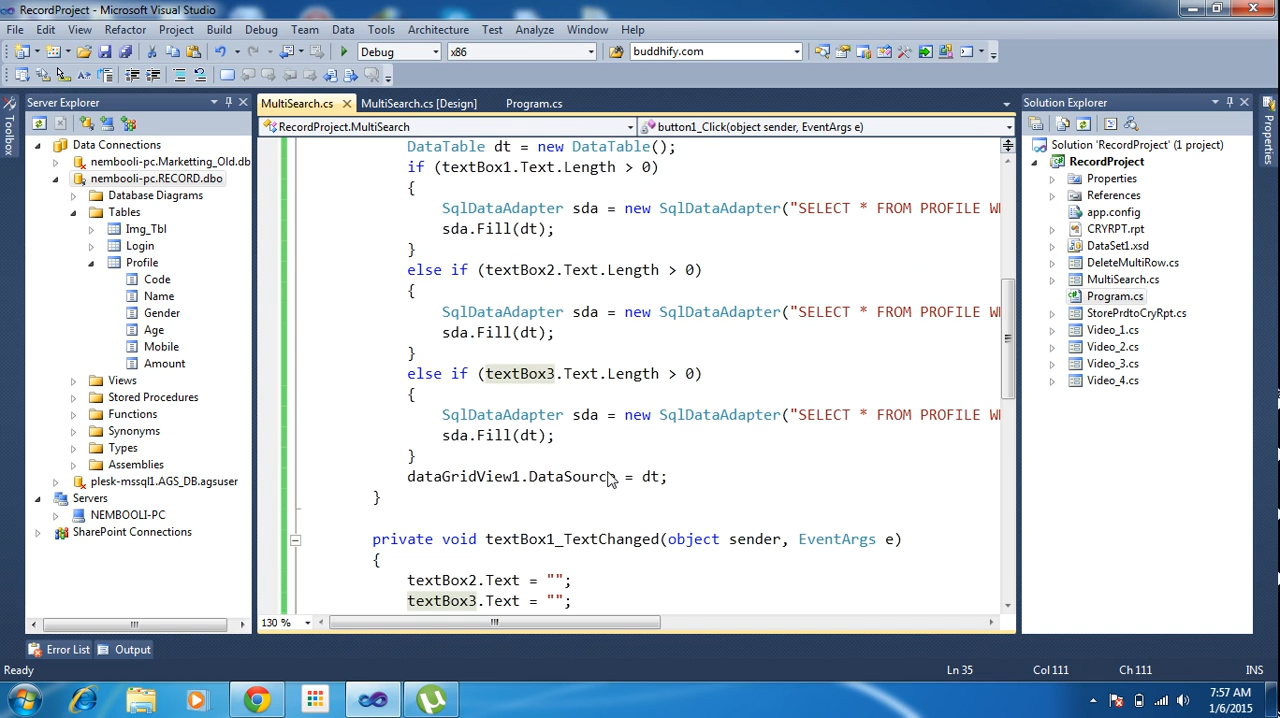 RecordProject - Microsoft Visual Studio
File Edit View Refactor Project Build Debug Team Data Tools Architecture Test Analyze Window Help
Debug x86 buddhify.com
Server Explorer
MultiSearch.cs MultiSearch.cs [Design] Program.cs
Solution Explorer
Toolbox
Properties
RecordProject.MultiSearch button1_Click(object sender, EventArgs e)
Data Connections
nembooli-pc.Marketting_Old.db
nembooli-pc.RECORD.dbo
Database Diagrams
Tables
Img_Tbl
Login
Profile
Code
Name
Gender
Age
Mobile
Amount
Views
Stored Procedures
Functions
Synonyms
Types
Assemblies
plesk-mssql1.AGS_DB.agsuser
Servers
NEMBOOLI-PC
SharePoint Connections
DataTable dt = new DataTable();
if (textBox1.Text.Length > 0)
{
SqlDataAdapter sda = new SqlDataAdapter("SELECT * FROM PROFILE WH
sda.Fill(dt);
}
else if (textBox2.Text.Length > 0)
{
SqlDataAdapter sda = new SqlDataAdapter("SELECT * FROM PROFILE WH
sda.Fill(dt);
}
else if (textBox3.Text.Length > 0)
{
SqlDataAdapter sda = new SqlDataAdapter("SELECT * FROM PROFILE WH
sda.Fill(dt);
}
dataGridView1.DataSource = dt;
}
private void textBox1_TextChanged(object sender, EventArgs e)
{
textBox2.Text = "";
textBox3.Text = "";
130 %
Solution 'RecordProject' (1 project)
RecordProject
Properties
References
app.config
CRYRPT.rpt
DataSet1.xsd
DeleteMultiRow.cs
MultiSearch.cs
Program.cs
StorePrdtoCryRpt.cs
Video_1.cs
Video_2.cs
Video_3.cs
Video_4.cs
Error List Output
Ready Ln 35 Col 111 Ch 111 INS
7:57 AM
1/6/2015